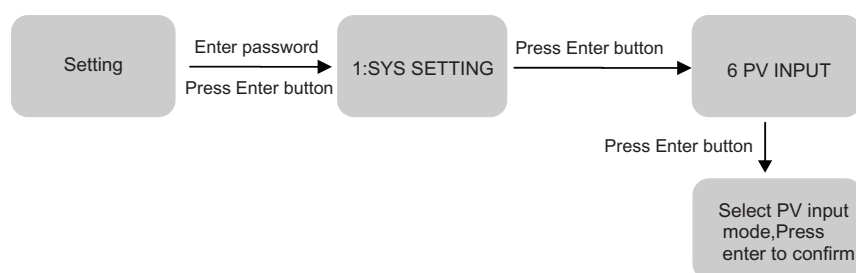 Setting
Enter password
Press Enter button
1:SYS SETTING
Press Enter button
6 PV INPUT
Press Enter button
Select PV input
mode,Press
enter to confirm